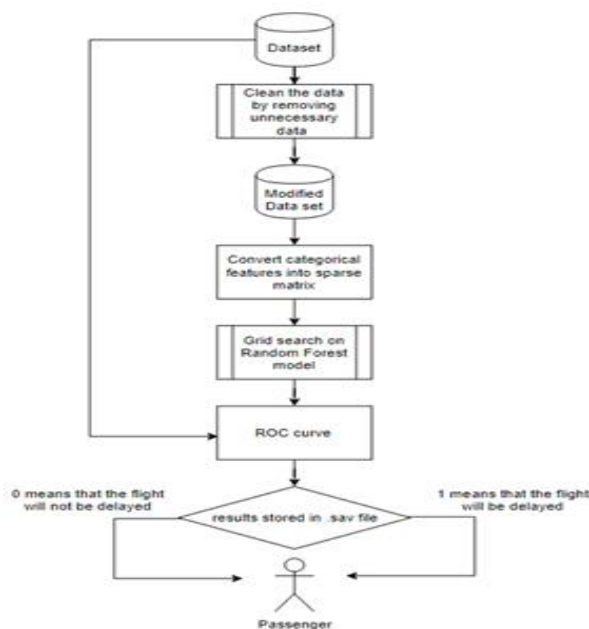 Dataset
Clean the data
by removing
unnecessary
data
Modified
Data set
Convert categorical
features into sparse
matrix
Grid search on
Random Forest
model
ROC curve
0 means that the flight
will not be delayed
1 means that the flight
will be delayed
results stored in .sav file
Passenger